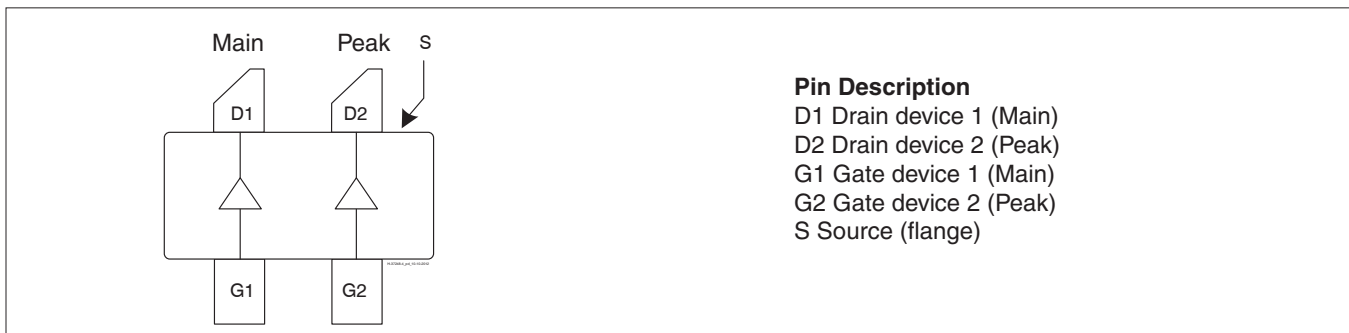 Main
Peak
S
D1
D2
G1
G2
Pin Description
D1 Drain device 1 (Main)
D2 Drain device 2 (Peak)
G1 Gate device 1 (Main)
G2 Gate device 2 (Peak)
S Source (flange)